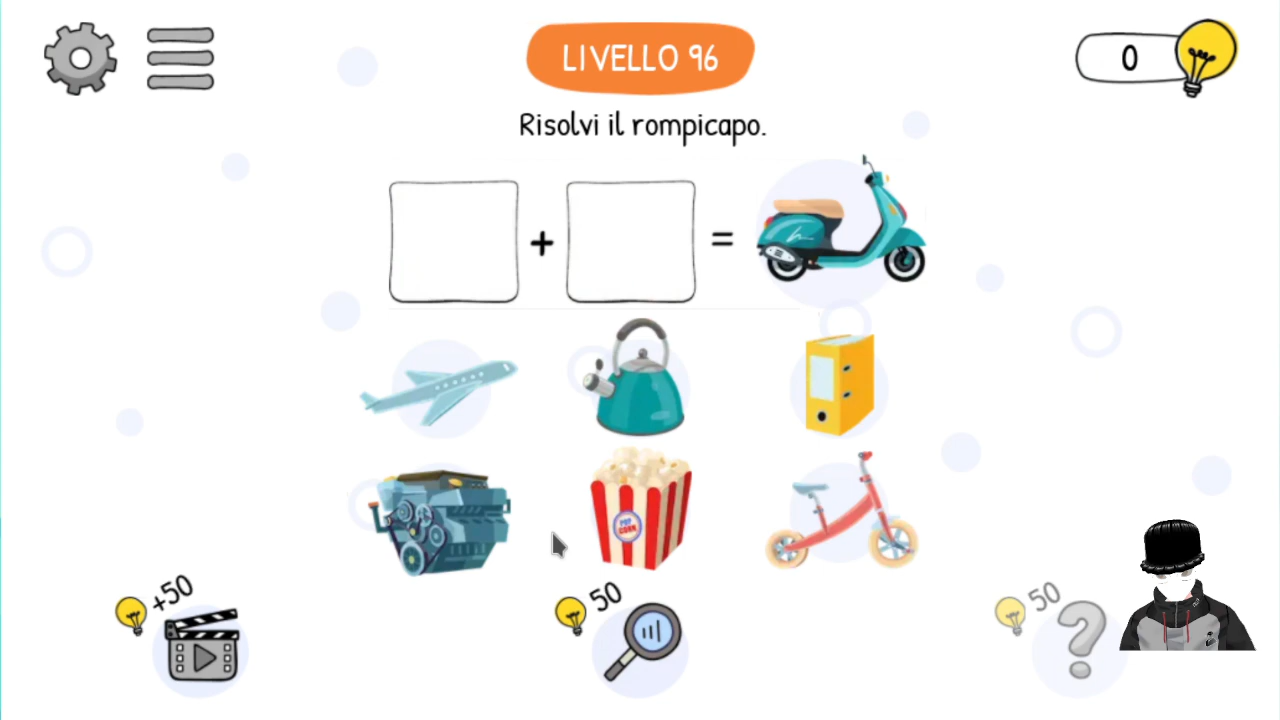 LIVELLO 96
0
Risolvi il rompicapo.
+
=
POP
CORN
+50
50
50
?